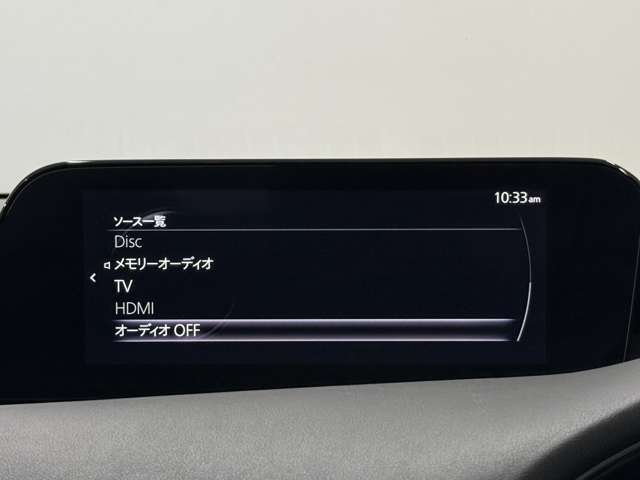 10:33am
ソース一覧
Disc
メモリーオーディオ
TV
HDMI
オーディオ OFF